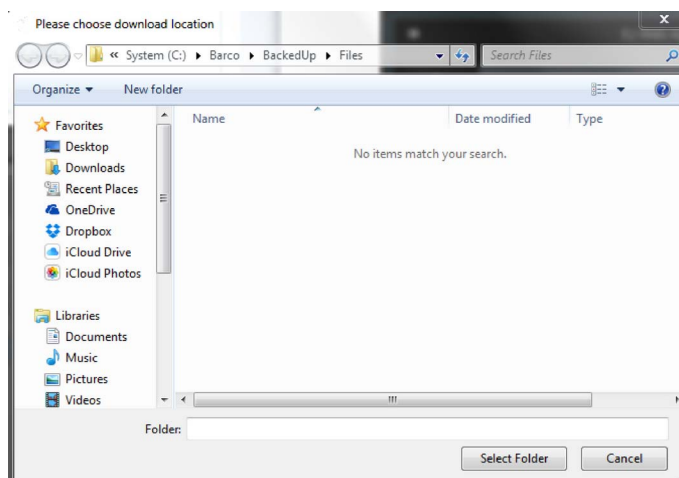 Please choose download location
« System (C:) ▸ Barco ▸ BackedUp ▸ Files
Search Files
Organize
New folder
Name
Date modified
Type
No items match your search.
Favorites
Desktop
Downloads
Recent Places
OneDrive
Dropbox
iCloud Drive
iCloud Photos
Libraries
Documents
Music
Pictures
Videos
Folder:
Select Folder
Cancel